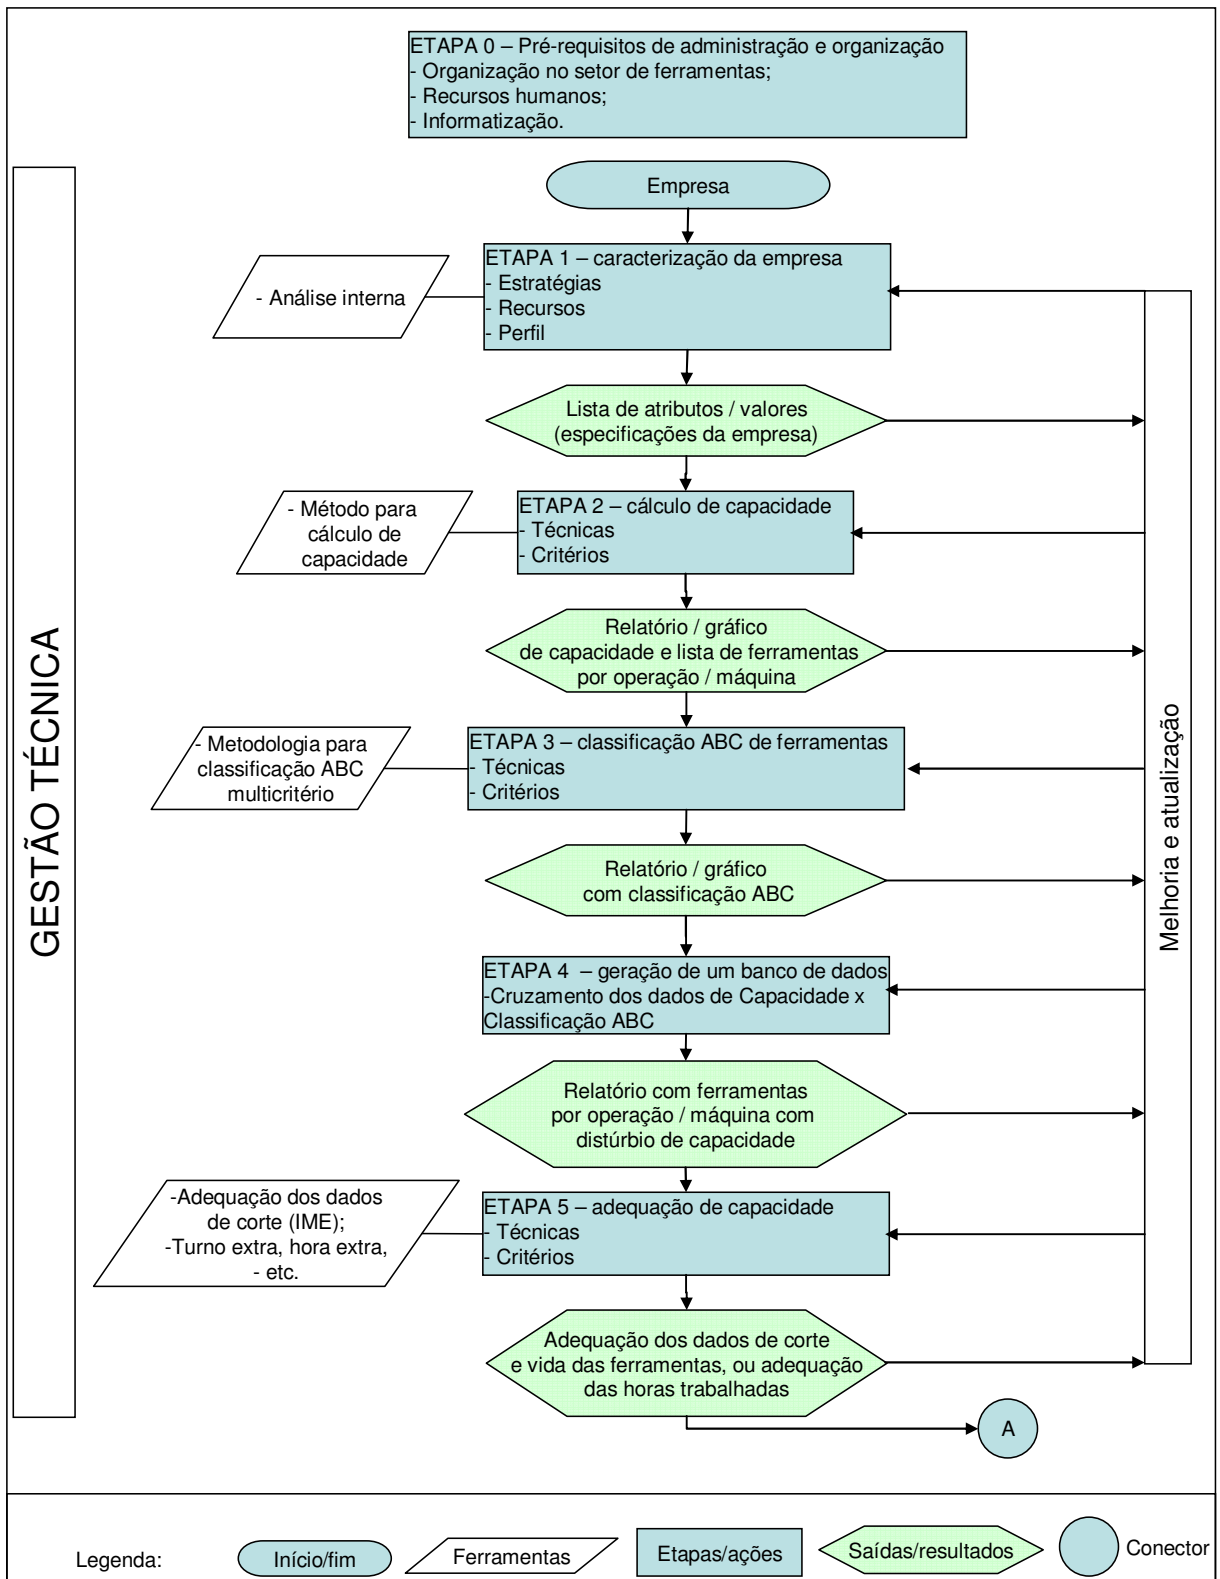 ETAPA 0 – Pré-requisitos de administração e organização
- Organização no setor de ferramentas;
- Recursos humanos;
- Informatização.
GESTÃO TÉCNICA
Empresa
- Análise interna
ETAPA 1 – caracterização da empresa
- Estratégias
- Recursos
- Perfil
Lista de atributos / valores
(especificações da empresa)
- Método para
cálculo de
capacidade
ETAPA 2 – cálculo de capacidade
- Técnicas
- Critérios
Relatório / gráfico
de capacidade e lista de ferramentas
por operação / máquina
- Metodologia para
classificação ABC
multicritério
ETAPA 3 – classificação ABC de ferramentas
- Técnicas
- Critérios
Relatório / gráfico
com classificação ABC
ETAPA 4 – geração de um banco de dados
-Cruzamento dos dados de Capacidade x
Classificação ABC
Relatório com ferramentas
por operação / máquina com
distúrbio de capacidade
-Adequação dos dados
de corte (IME);
-Turno extra, hora extra,
- etc.
ETAPA 5 – adequação de capacidade
- Técnicas
- Critérios
Adequação dos dados de corte
e vida das ferramentas, ou adequação
das horas trabalhadas
Melhoria e atualização
A
Legenda:
Início/fim
Ferramentas
Etapas/ações
Saídas/resultados
Conector